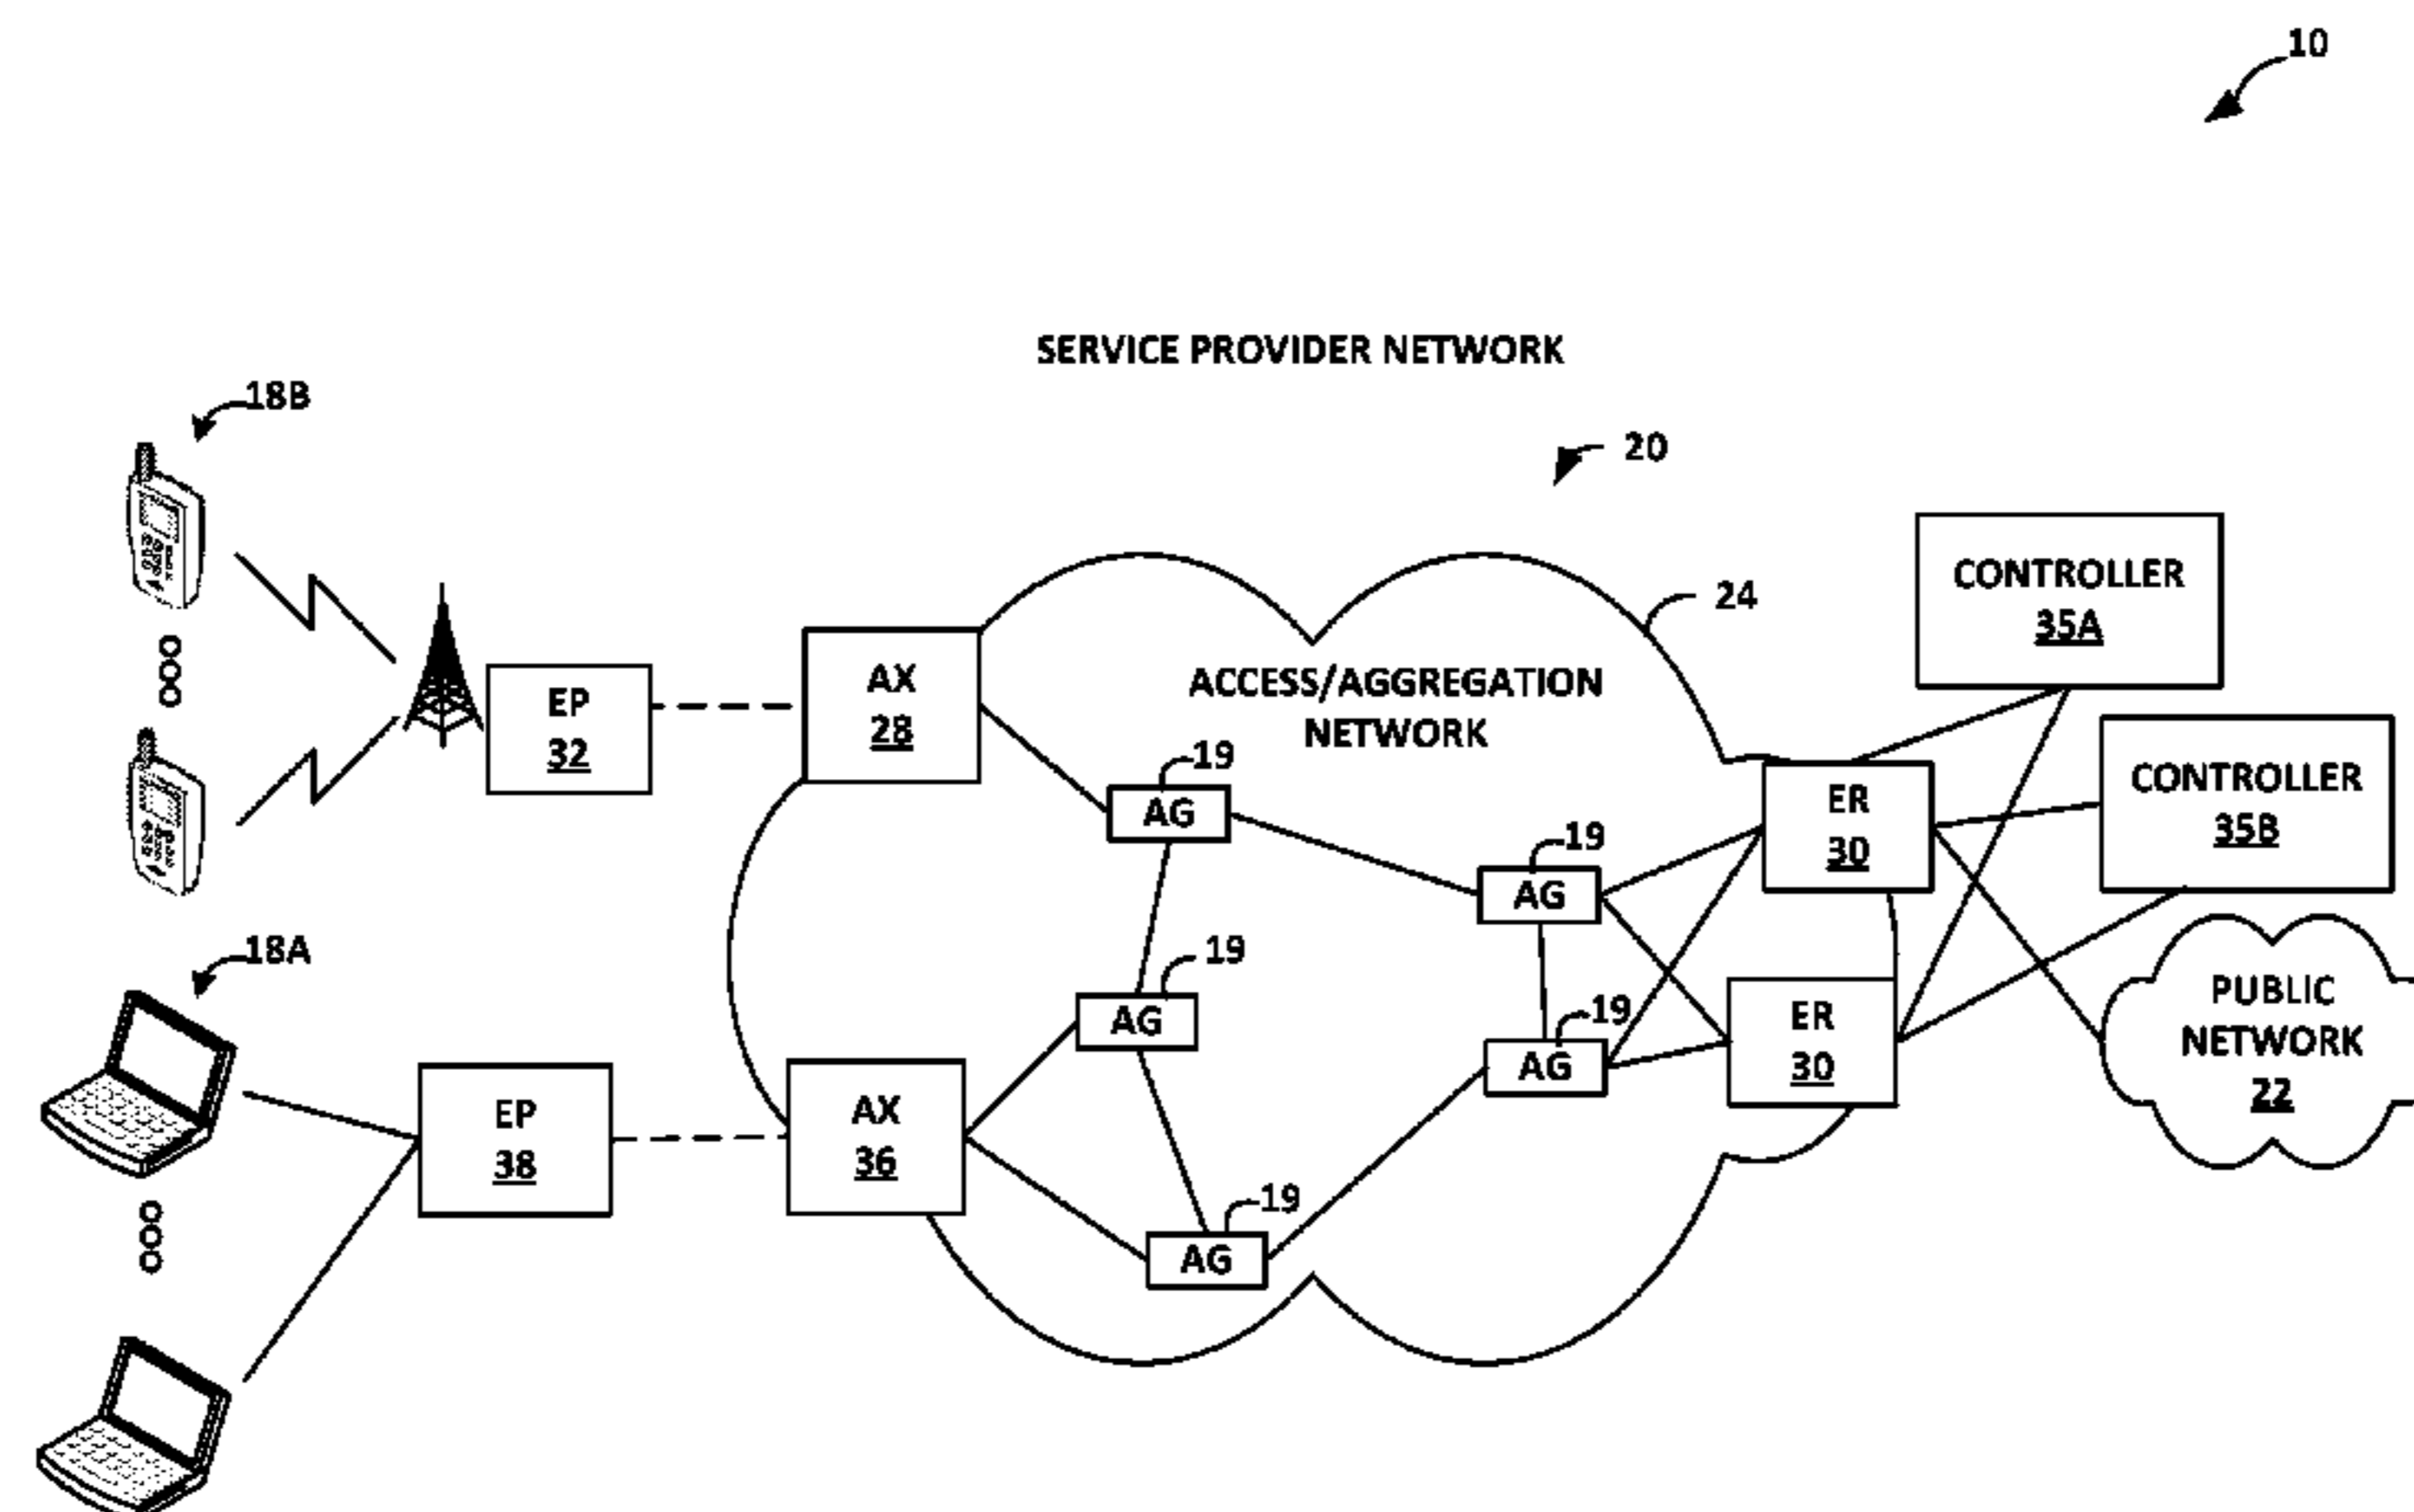 10
SERVICE PROVIDER NETWORK
18B
20
24
CONTROLLER
35A
EP
32
AX
28
ACCESS/AGGREGATION
NETWORK
19
AG
19
AG
ER
30
CONTROLLER
35B
18A
19
AG
19
AG
ER
30
PUBLIC
NETWORK
22
EP
38
AX
36
19
AG